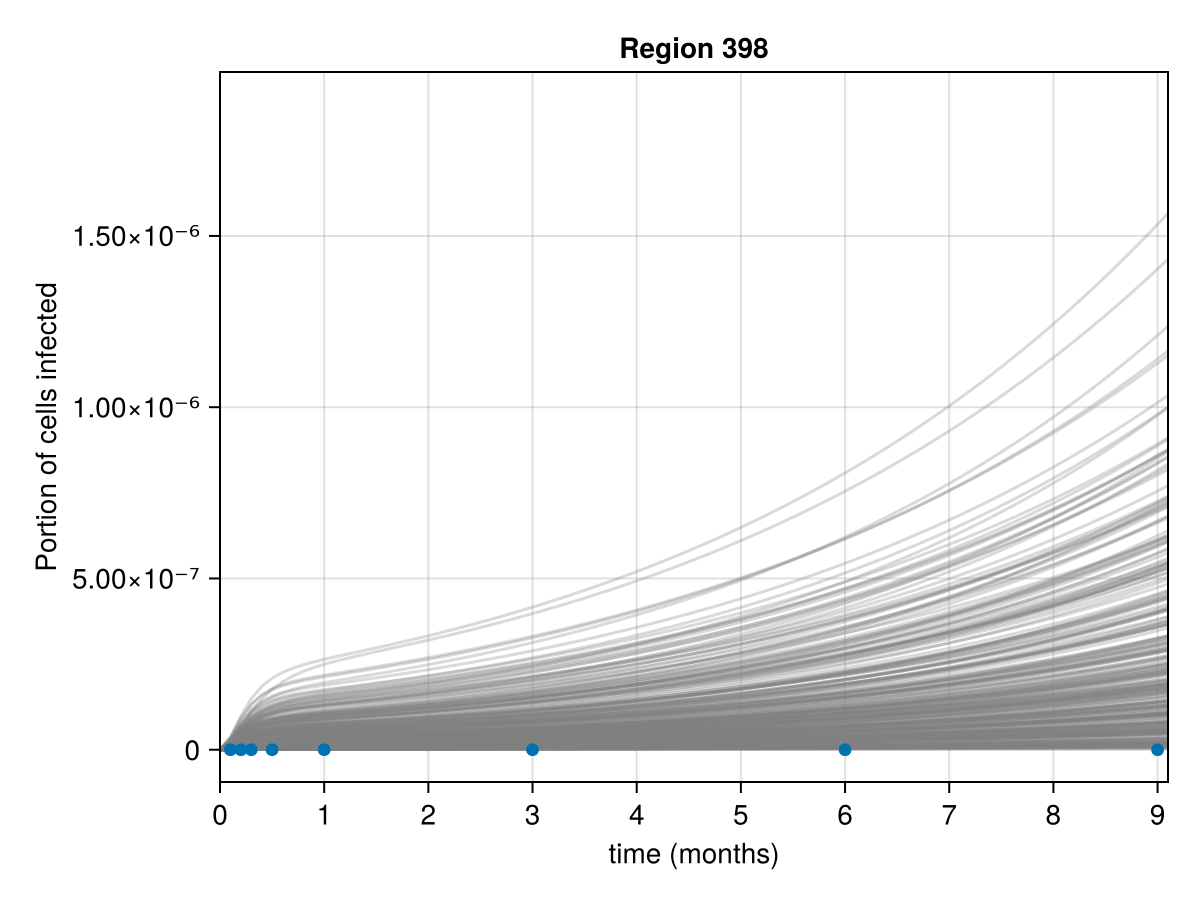 Region 398
Portion of cells infected
1.50×10⁻⁶
1.00×10⁻⁶
5.00×10⁻⁷
0
0 1 2 3 4 5 6 7 8 9
time (months)